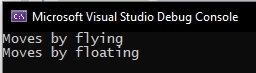 Microsoft Visual Studio Debug Console
Moves by flying
Moves by floating